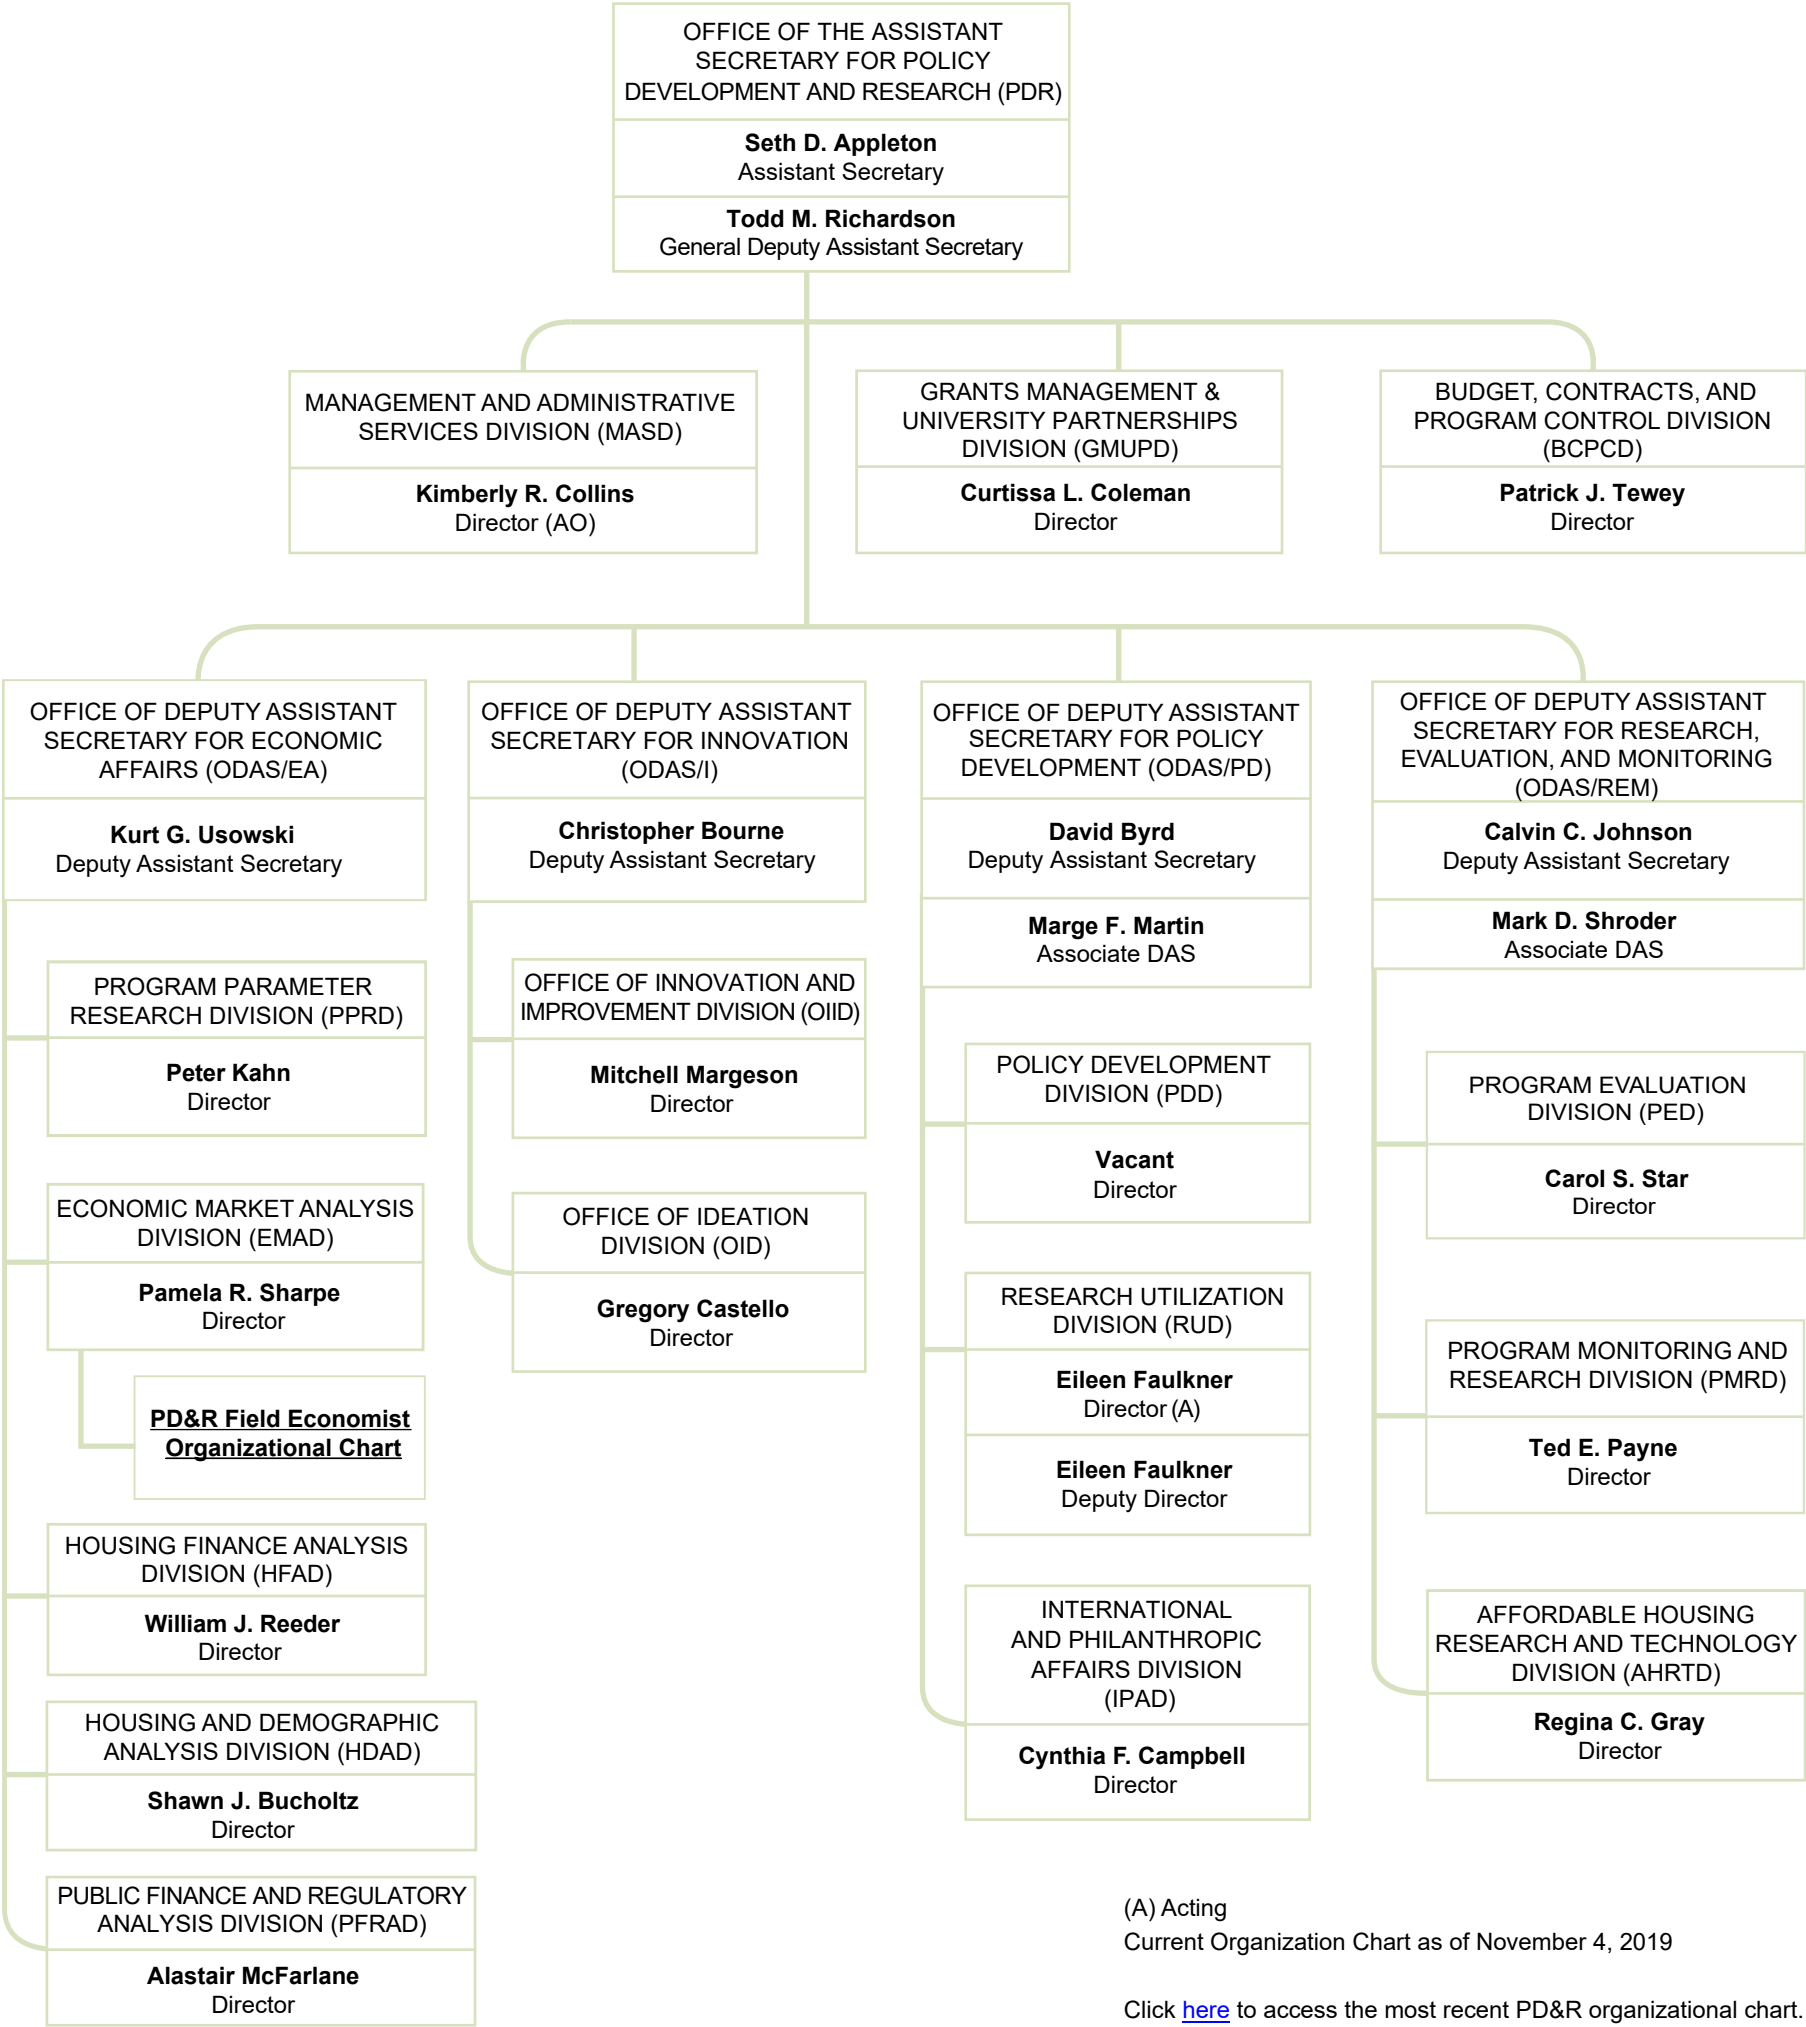 OFFICE OF THE ASSISTANT
SECRETARY FOR POLICY
DEVELOPMENT AND RESEARCH (PDR)
Seth D. Appleton
Assistant Secretary
Todd M. Richardson
General Deputy Assistant Secretary
MANAGEMENT AND ADMINISTRATIVE
SERVICES DIVISION (MASD)
Kimberly R. Collins
Director (AO)
GRANTS MANAGEMENT &
UNIVERSITY PARTNERSHIPS
DIVISION (GMUPD)
Curtissa L. Coleman
Director
BUDGET, CONTRACTS, AND
PROGRAM CONTROL DIVISION
(BCPCD)
Patrick J. Tewey
Director
OFFICE OF DEPUTY ASSISTANT
SECRETARY FOR ECONOMIC
AFFAIRS (ODAS/EA)
Kurt G. Usowski
Deputy Assistant Secretary
PROGRAM PARAMETER
RESEARCH DIVISION (PPRD)
Peter Kahn
Director
ECONOMIC MARKET ANALYSIS
DIVISION (EMAD)
Pamela R. Sharpe
Director
PD&R Field Economist
Organizational Chart
HOUSING FINANCE ANALYSIS
DIVISION (HFAD)
William J. Reeder
Director
HOUSING AND DEMOGRAPHIC
ANALYSIS DIVISION (HDAD)
Shawn J. Bucholtz
Director
PUBLIC FINANCE AND REGULATORY
ANALYSIS DIVISION (PFRAD)
Alastair McFarlane
Director
OFFICE OF DEPUTY ASSISTANT
SECRETARY FOR INNOVATION
(ODAS/I)
Christopher Bourne
Deputy Assistant Secretary
OFFICE OF INNOVATION AND
IMPROVEMENT DIVISION (OIID)
Mitchell Margeson
Director
OFFICE OF IDEATION
DIVISION (OID)
Gregory Castello
Director
OFFICE OF DEPUTY ASSISTANT
SECRETARY FOR POLICY
DEVELOPMENT (ODAS/PD)
David Byrd
Deputy Assistant Secretary
Marge F. Martin
Associate DAS
POLICY DEVELOPMENT
DIVISION (PDD)
Vacant
Director
RESEARCH UTILIZATION
DIVISION (RUD)
Eileen Faulkner
Director (A)
Eileen Faulkner
Deputy Director
INTERNATIONAL
AND PHILANTHROPIC
AFFAIRS DIVISION
(IPAD)
Cynthia F. Campbell
Director
OFFICE OF DEPUTY ASSISTANT
SECRETARY FOR RESEARCH,
EVALUATION, AND MONITORING
(ODAS/REM)
Calvin C. Johnson
Deputy Assistant Secretary
Mark D. Shroder
Associate DAS
PROGRAM EVALUATION
DIVISION (PED)
Carol S. Star
Director
PROGRAM MONITORING AND
RESEARCH DIVISION (PMRD)
Ted E. Payne
Director
AFFORDABLE HOUSING
RESEARCH AND TECHNOLOGY
DIVISION (AHRTD)
Regina C. Gray
Director
(A) Acting
Current Organization Chart as of November 4, 2019
Click here to access the most recent PD&R organizational chart.